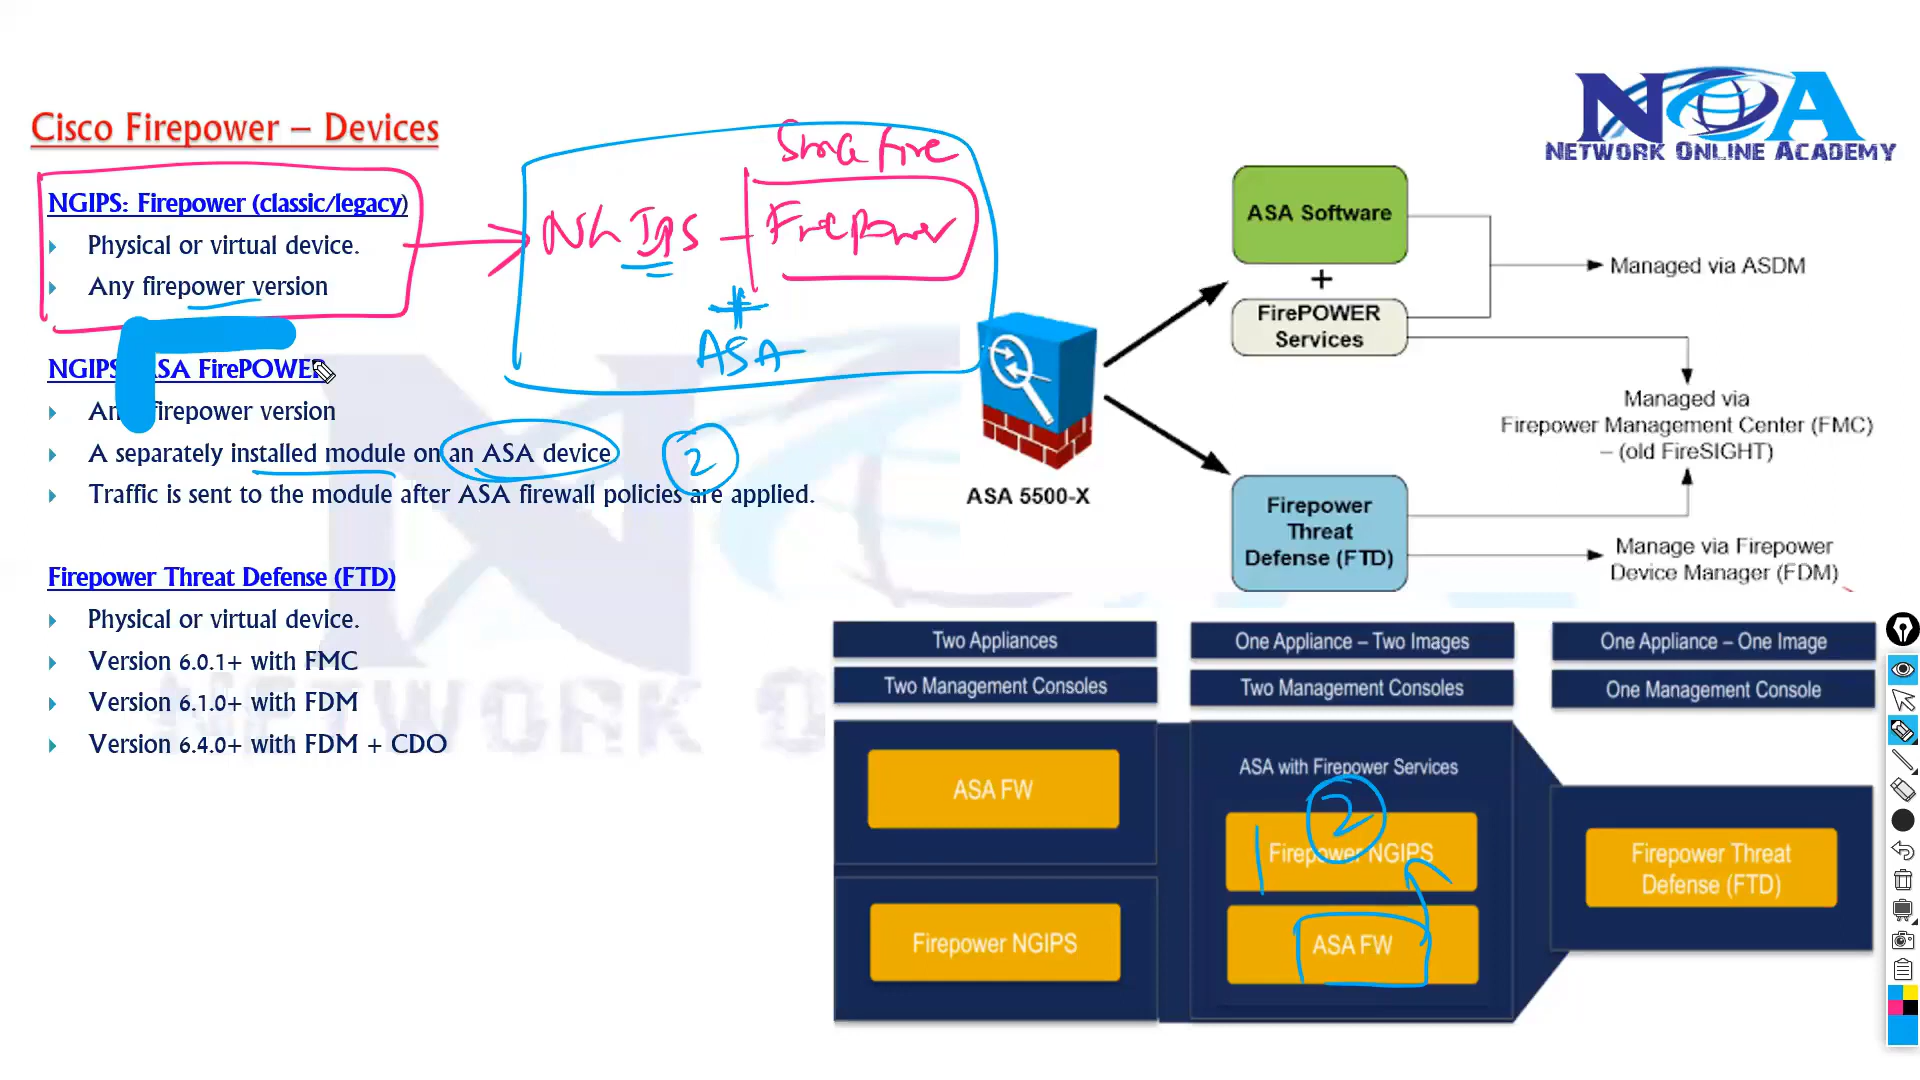 Cisco Firepower – Devices
NGIPS: Firepower (classic/legacy)
Physical or virtual device.
Any firepower version
NGIPS ASA FirePOWER
Any firepower version
A separately installed module on an ASA device
Traffic is sent to the module after ASA firewall policies are applied.
2
Firepower Threat Defense (FTD)
Physical or virtual device.
Version 6.0.1+ with FMC
Version 6.1.0+ with FDM
Version 6.4.0+ with FDM + CDO
Fire
IPS
Firepower
+
ASA
NOA
NETWORK ONLINE ACADEMY
ASA Software
+
FirePOWER
Services
Managed via ASDM
Managed via
Firepower Management Center (FMC)
– (old FireSIGHT)
ASA 5500-X
Firepower
Threat
Defense (FTD)
Manage via Firepower
Device Manager (FDM)
Two Appliances
Two Management Consoles
ASA FW
Firepower NGIPS
One Appliance – Two Images
Two Management Consoles
ASA with Firepower Services
2
Firepower NGIPS
ASA FW
One Appliance – One Image
One Management Console
Firepower Threat
Defense (FTD)
NETWORK O